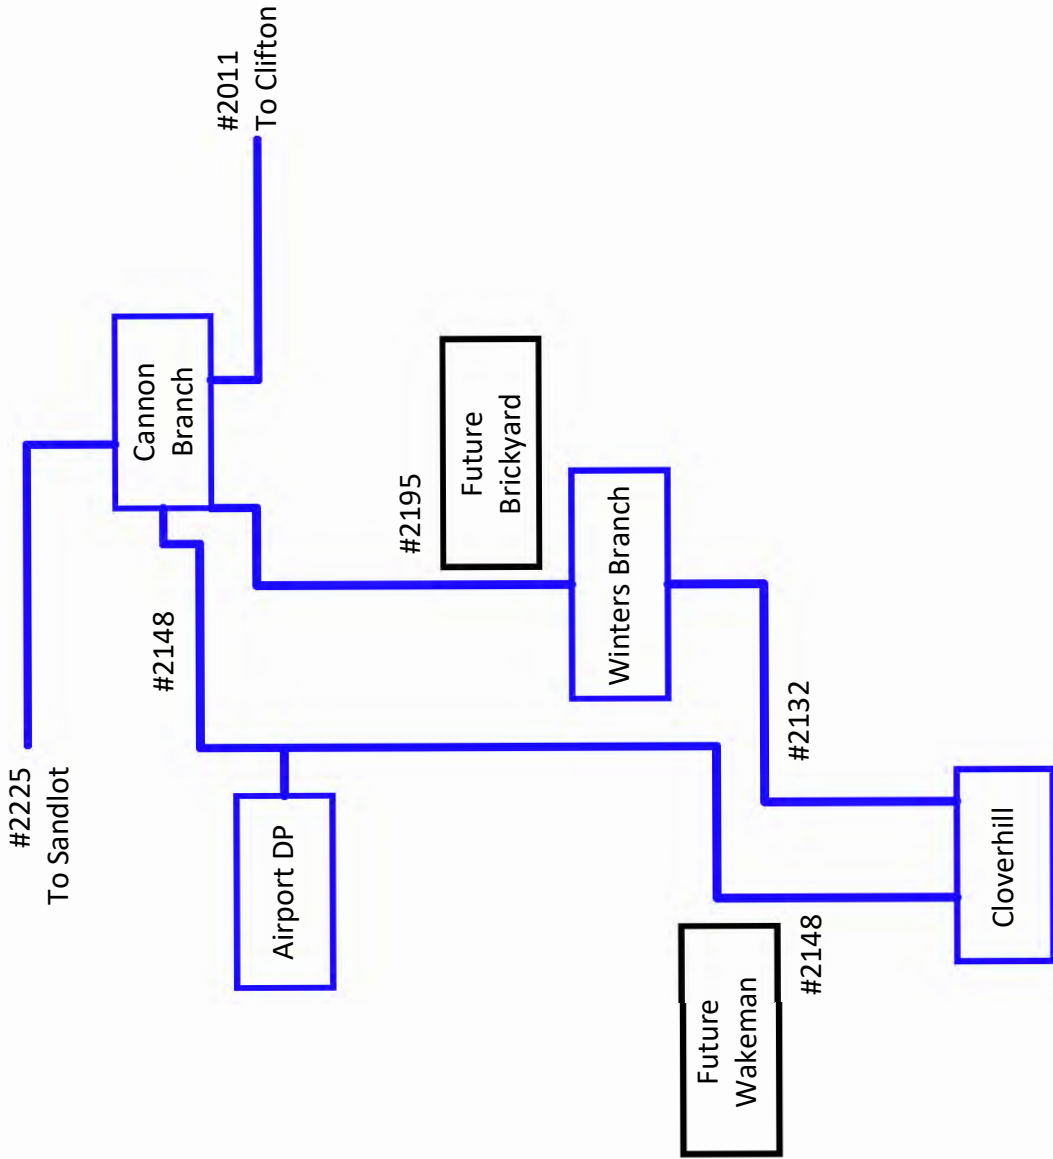 #2225
To Sandlot
#2011
To Clifton
Cannon
Branch
#2148
Airport DP
#2195
Future
Brickyard
Winters Branch
#2132
Future
Wakeman
#2148
Cloverhill